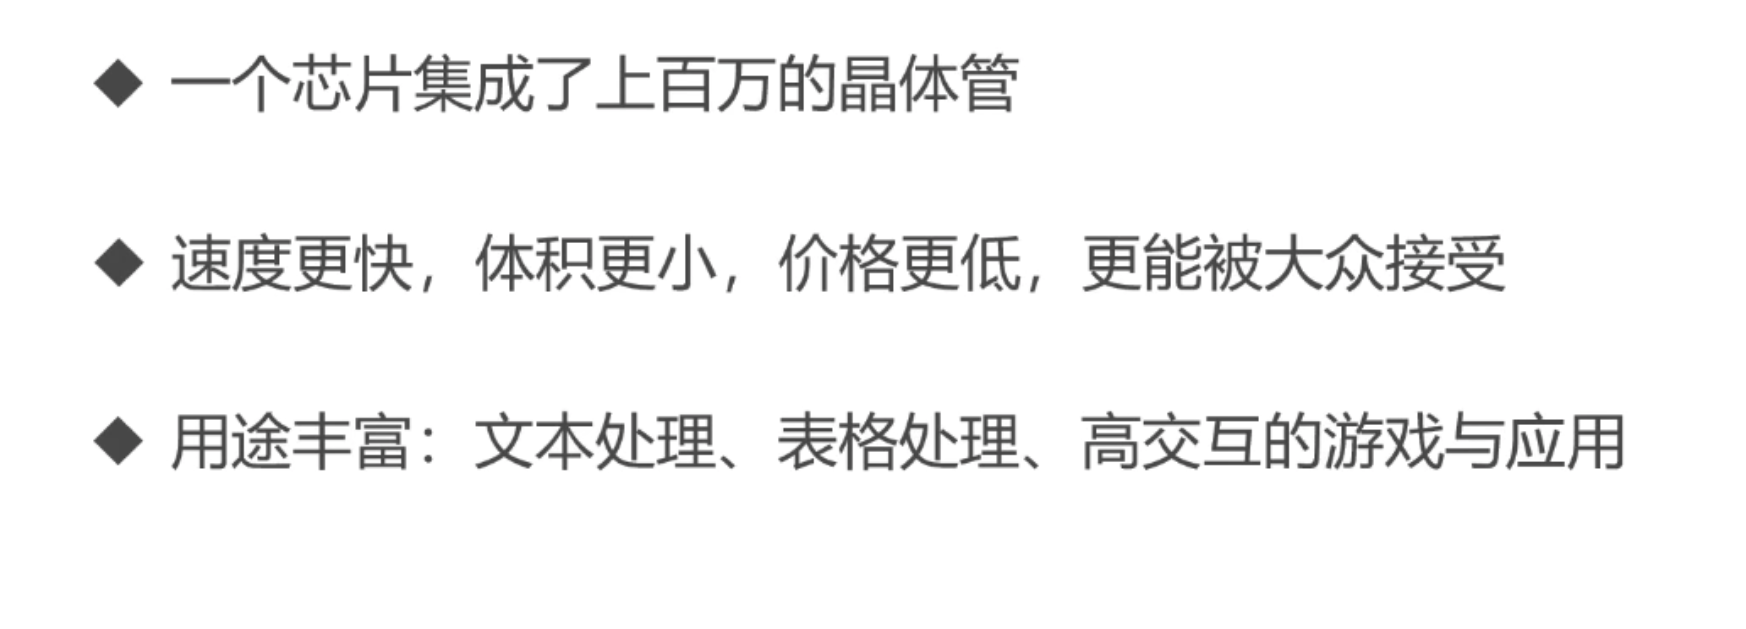 ◆ 一个芯片集成了上百万的晶体管
◆ 速度更快，体积更小，价格更低，更能被大众接受
◆ 用途丰富：文本处理、表格处理、高交互的游戏与应用